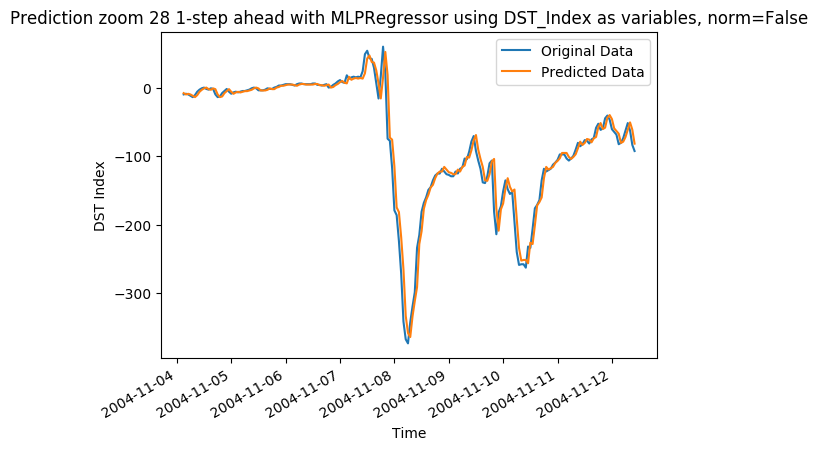 Prediction zoom 28 1-step ahead with MLPRegressor using DST_Index as variables, norm=False
Original Data
Predicted Data
0
−100
−200
−300
DST Index
2004-11-04
2004-11-05
2004-11-06
2004-11-07
2004-11-08
2004-11-09
2004-11-10
2004-11-11
2004-11-12
Time